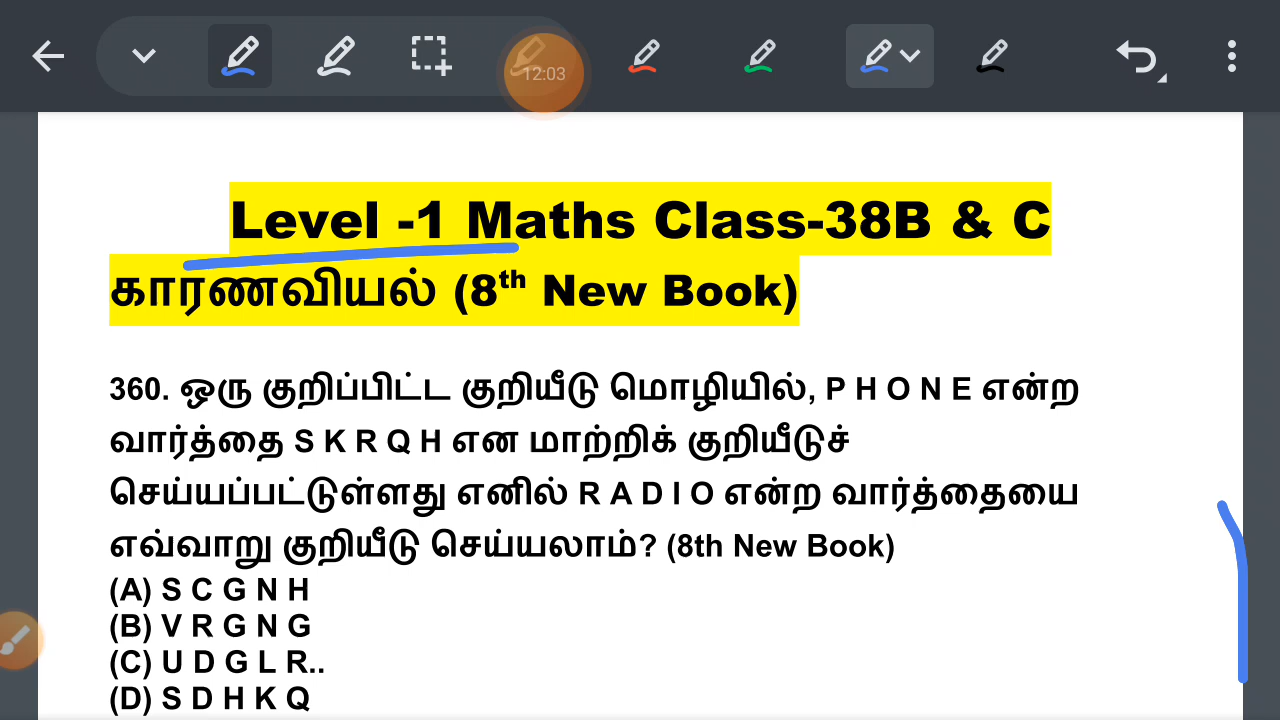 12:03
Level -1 Maths Class-38B & C
காரணவியல் (8th New Book)
360. ஒரு குறிப்பிட்ட குறியீடு மொழியில், P H O N E என்ற
வார்த்தை S K R Q H என மாற்றிக் குறியீடுச்
செய்யப்பட்டுள்ளது எனில் R A D I O என்ற வார்த்தையை
எவ்வாறு குறியீடு செய்யலாம்? (8th New Book)
(A) S C G N H
(B) V R G N G
(C) U D G L R..
(D) S D H K Q